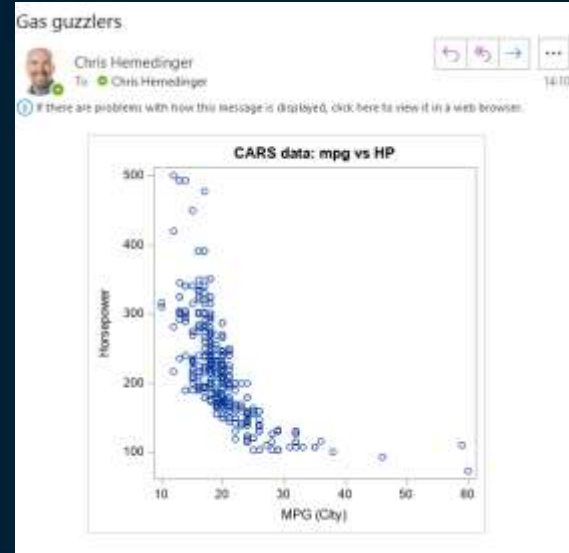 Gas guzzlers
Chris Hemedinger
To Chris Hemedinger
14:10
If there are problems with how this message is displayed, click here to view it in a web browser.
CARS data: mpg vs HP
500
400
300
200
100
Horsepower
10 20 30 40 50 60
MPG (City)